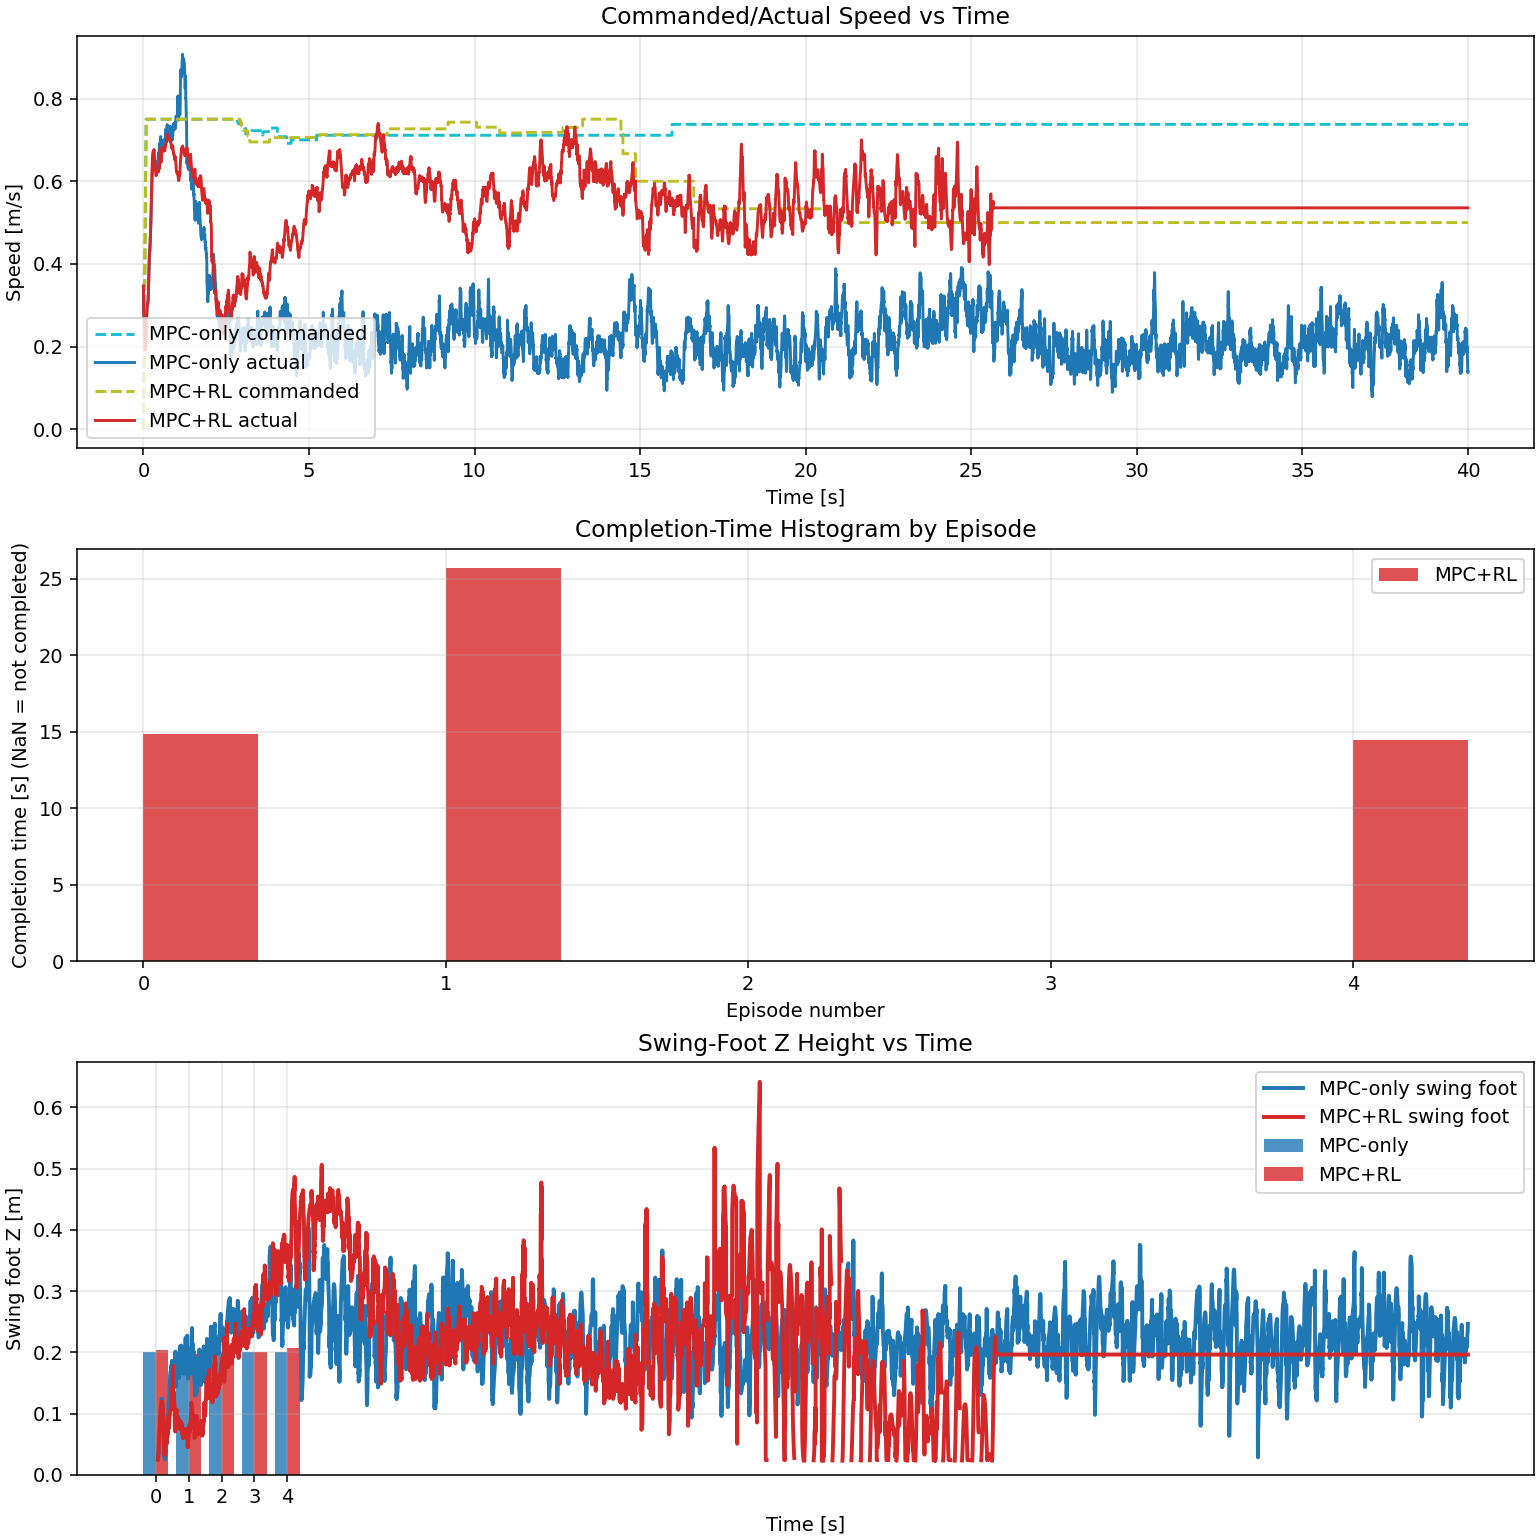 Commanded/Actual Speed vs Time
Speed [m/s]
0.8
0.6
0.4
0.2
0.0
MPC-only commanded
MPC-only actual
MPC+RL commanded
MPC+RL actual
0 5 10 15 20 25 30 35 40
Time [s]
Completion-Time Histogram by Episode
Completion time [s] (NaN = not completed)
25
20
15
10
5
0
MPC+RL
0 1 2 3 4
Episode number
Swing-Foot Z Height vs Time
Swing foot Z [m]
0.6
0.5
0.4
0.3
0.2
0.1
0.0
MPC-only swing foot
MPC+RL swing foot
MPC-only
MPC+RL
0 1 2 3 4
Time [s]